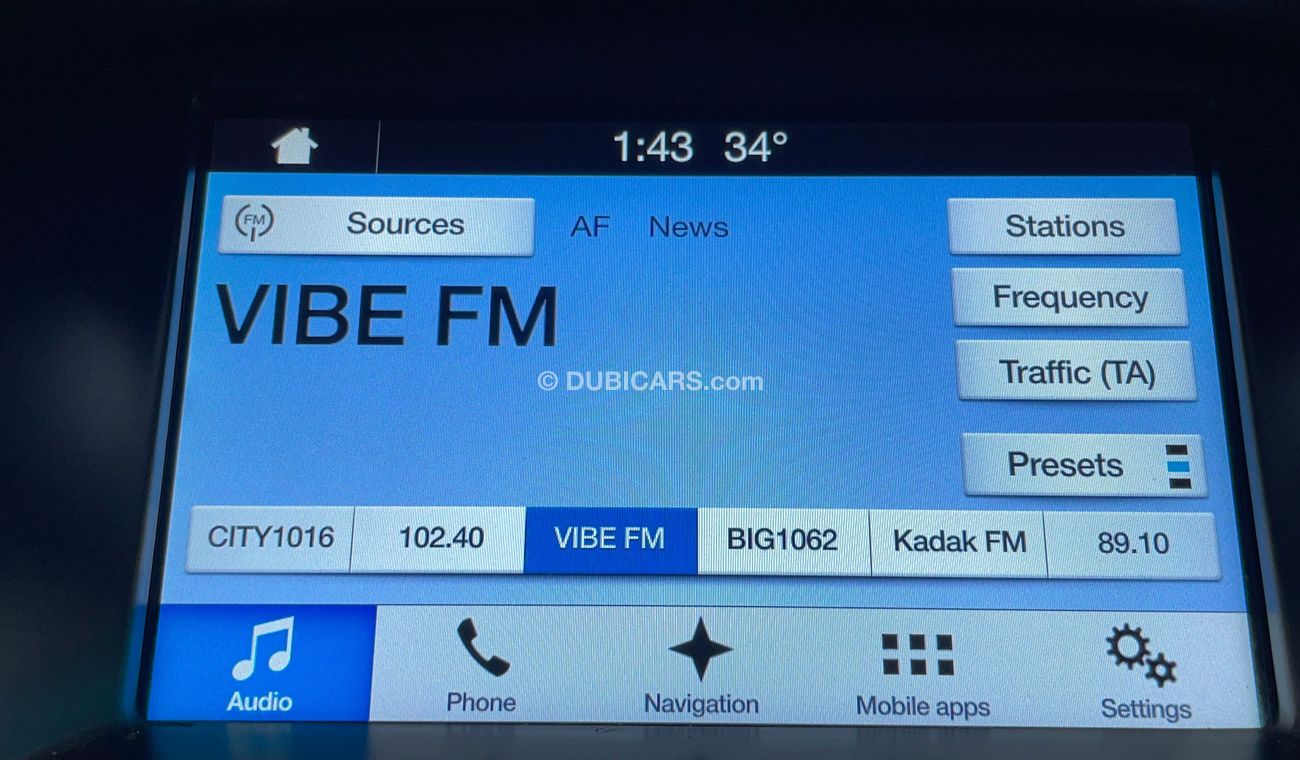 1:43 34°
FM Sources AF News Stations
VIBE FM
Frequency
Traffic (TA)
© DUBICARS.com
Presets
CITY1016 102.40 VIBE FM BIG1062 Kadak FM 89.10
Audio Phone Navigation Mobile apps Settings